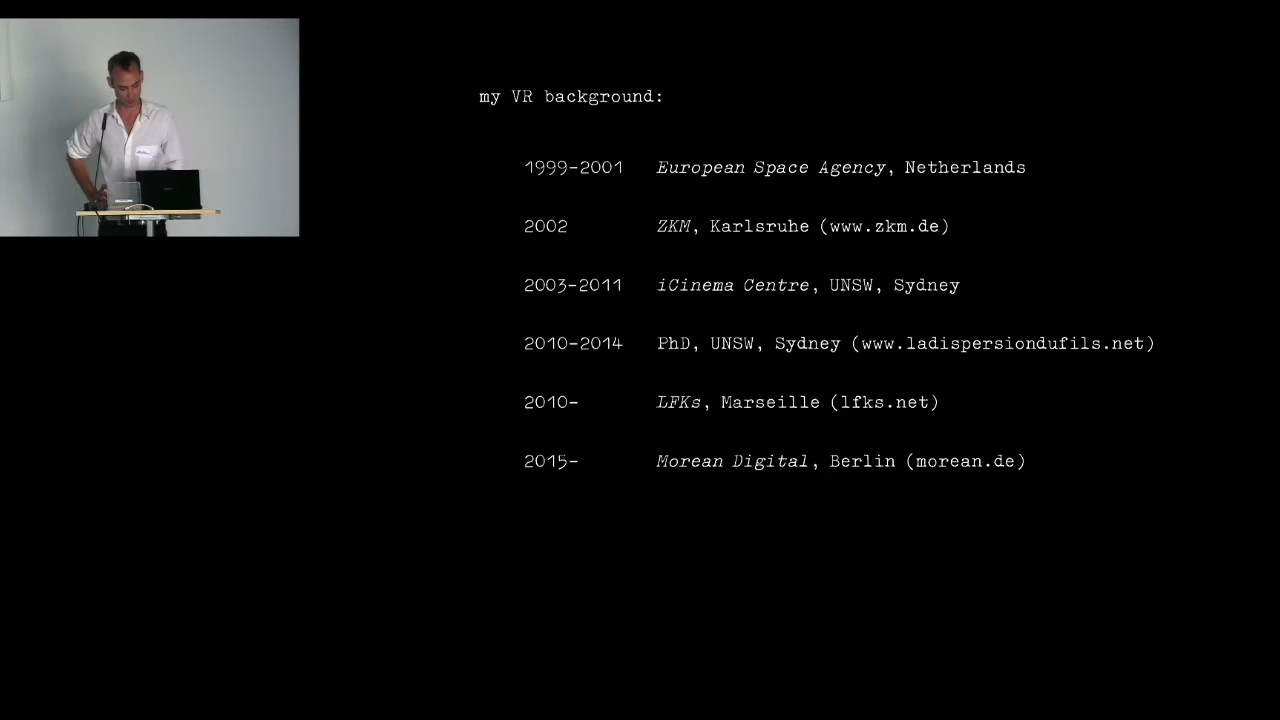 my VR background:
1999-2001 European Space Agency, Netherlands
2002 ZKM, Karlsruhe (www.zkm.de)
2003-2011 iCinema Centre, UNSW, Sydney
2010-2014 PhD, UNSW, Sydney (www.ladispersiondufils.net)
2010- LFKs, Marseille (lfks.net)
2015- Morean Digital, Berlin (morean.de)